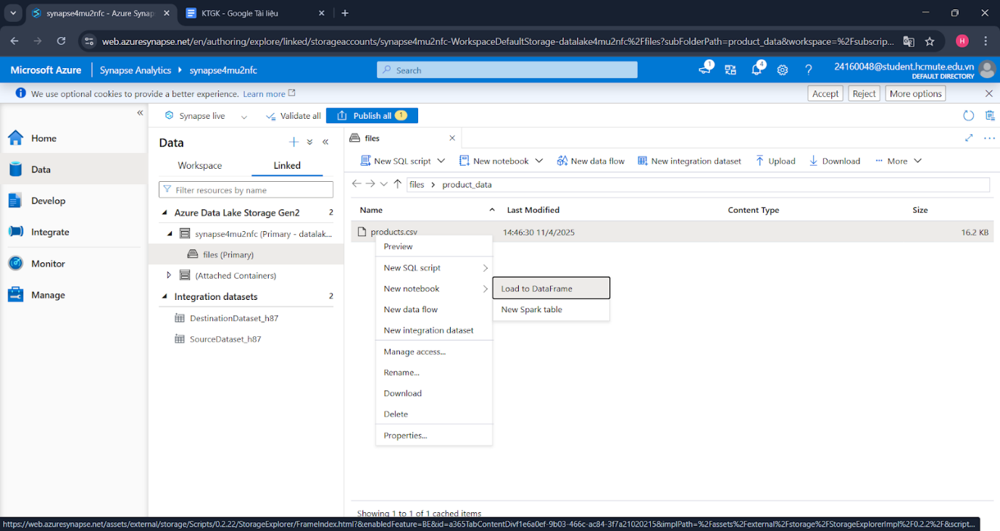 synapse4mu2nfc - Azure Synap
KTGK - Google Tài liệu
web.azuresynapse.net/en/authoring/explore/linked/storageaccounts/synapse4mu2nfc-WorkspaceDefaultStorage-datalake4mu2nfc%2Ffiles?subFolderPath=product_data&workspace=%2Fsubscrip...
H
Microsoft Azure
Synapse Analytics
synapse4mu2nfc
Search
1
4
24160048@student.hcmute.edu.vn
DEFAULT DIRECTORY
We use optional cookies to provide a better experience. Learn more
Accept
Reject
More options
Synapse live
Validate all
Publish all 1
Home
Data
Develop
Integrate
Monitor
Manage
Data
Workspace
Linked
Filter resources by name
Azure Data Lake Storage Gen2 2
synapse4mu2nfc (Primary - datalak...
files (Primary)
(Attached Containers)
Integration datasets 2
DestinationDataset_h87
SourceDataset_h87
files
New SQL script
New notebook
New data flow
New integration dataset
Upload
Download
More
files > product_data
Name
Last Modified
Content Type
Size
products.csv
14:46:30 11/4/2025
16.2 KB
Preview
New SQL script
New notebook
New data flow
New integration dataset
Manage access...
Rename...
Download
Delete
Properties...
Load to DataFrame
New Spark table
Showing 1 to 1 of 1 cached items
https://web.azuresynapse.net/assets/external/storage/Scripts/0.2.22/StorageExplorer/FrameIndex.html?&enabledFeature=BE&id=a365TabContentDivf1e6a0ef-9b03-466c-ac84-3f7a21020215&implPath=%2Fassets%2Fexternal%2Fstorage%2FStorageExplorerImpl%2F0.2.2%2F&script...